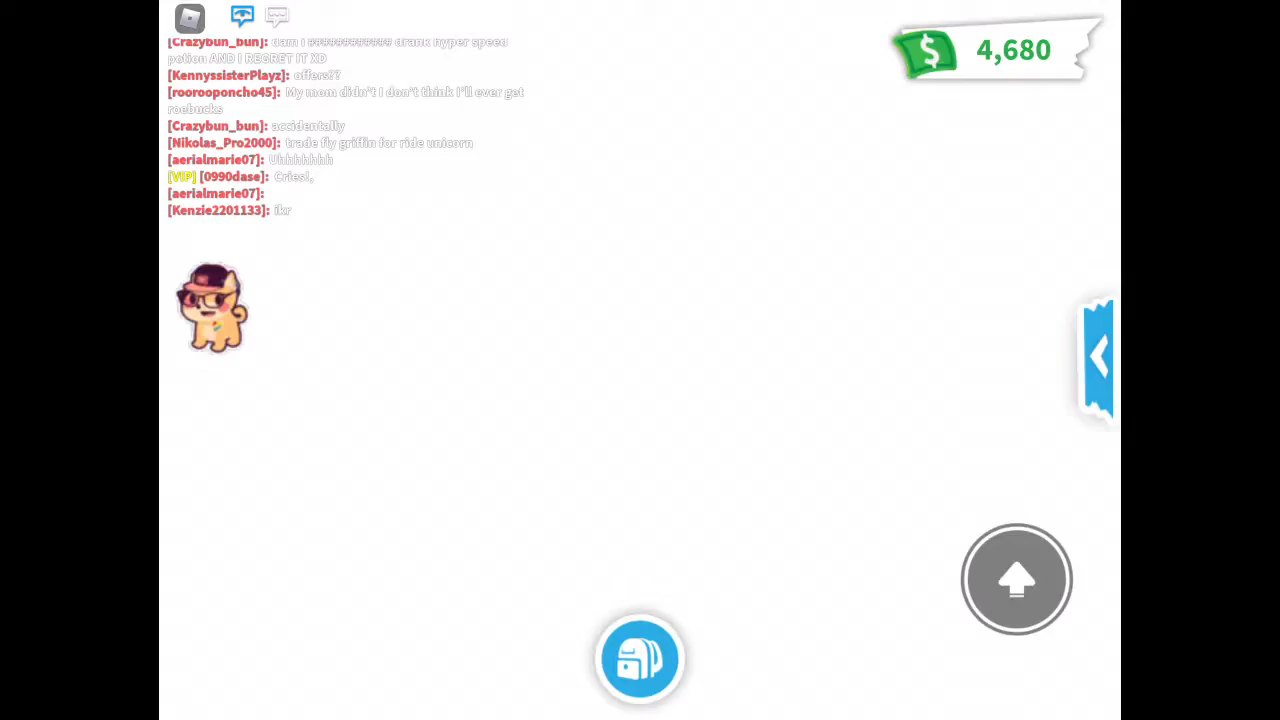 [Crazybun_bun]: dam i ############ drank hyper speed
potion AND I REGRET IT XD
[KennyssisterPlayz]: offers??
[roorooponcho45]: My mom didn't I don't think I'll ever get
roebucks
[Crazybun_bun]: accidentally
[Nikolas_Pro2000]: trade fly griffin for ride unicorn
[aerialmarie07]: Uhhhhhhh
[VIP] [0990dase]: Cries!,
[aerialmarie07]:
[Kenzie2201133]: ikr
$ 4,680